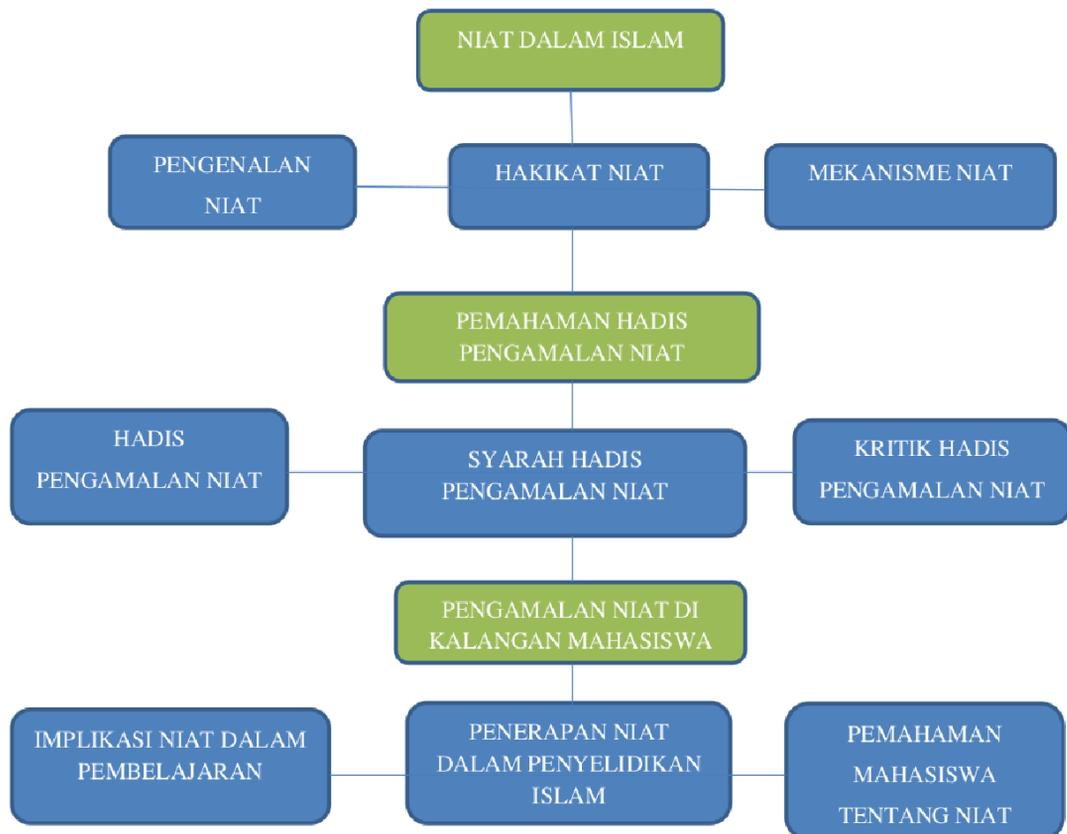 NIAT DALAM ISLAM
PENGENALAN
NIAT
HAKIKAT NIAT
MEKANISME NIAT
PEMAHAMAN HADIS
PENGAMALAN NIAT
HADIS
PENGAMALAN NIAT
SYARAH HADIS
PENGAMALAN NIAT
KRITIK HADIS
PENGAMALAN NIAT
PENGAMALAN NIAT DI
KALANGAN MAHASISWA
IMPLIKASI NIAT DALAM
PEMBELAJARAN
PENERAPAN NIAT
DALAM PENYELIDIKAN
ISLAM
PEMAHAMAN
MAHASISWA
TENTANG NIAT